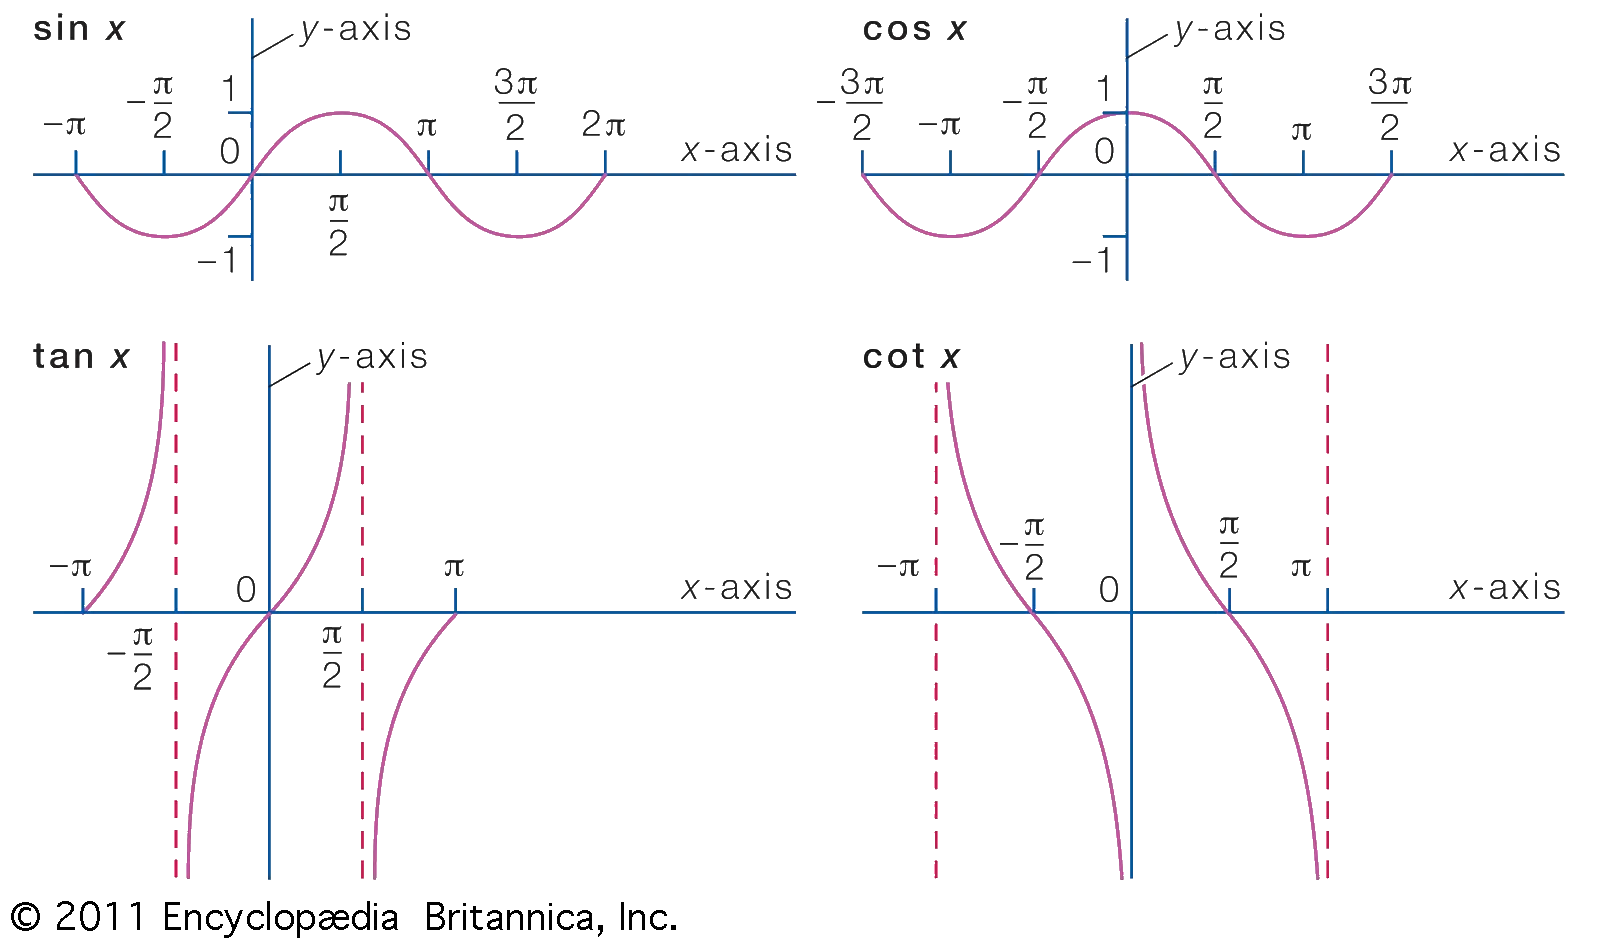 sin x
y-axis
1
−π
−π/2
0
π/2
π
3π/2
2π
x-axis
−1
cos x
y-axis
1
−3π/2
−π
−π/2
0
π/2
π
3π/2
x-axis
−1
tan x
y-axis
−π
−π/2
0
π/2
π
x-axis
cot x
y-axis
−π
−π/2
0
π/2
π
x-axis
© 2011 Encyclopædia Britannica, Inc.